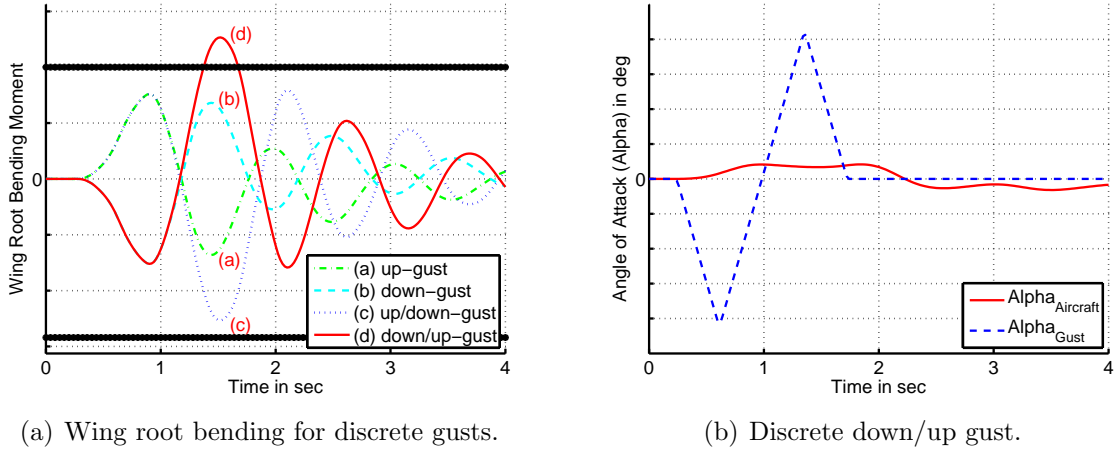 Wing Root Bending Moment
0
(d)
(b)
(a)
(c)
(a) up−gust
(b) down−gust
(c) up/down−gust
(d) down/up−gust
0 1 2 3 4
Time in sec
(a) Wing root bending for discrete gusts.
Angle of Attack (Alpha) in deg
0
Alpha_Aircraft
Alpha_Gust
0 1 2 3 4
Time in sec
(b) Discrete down/up gust.